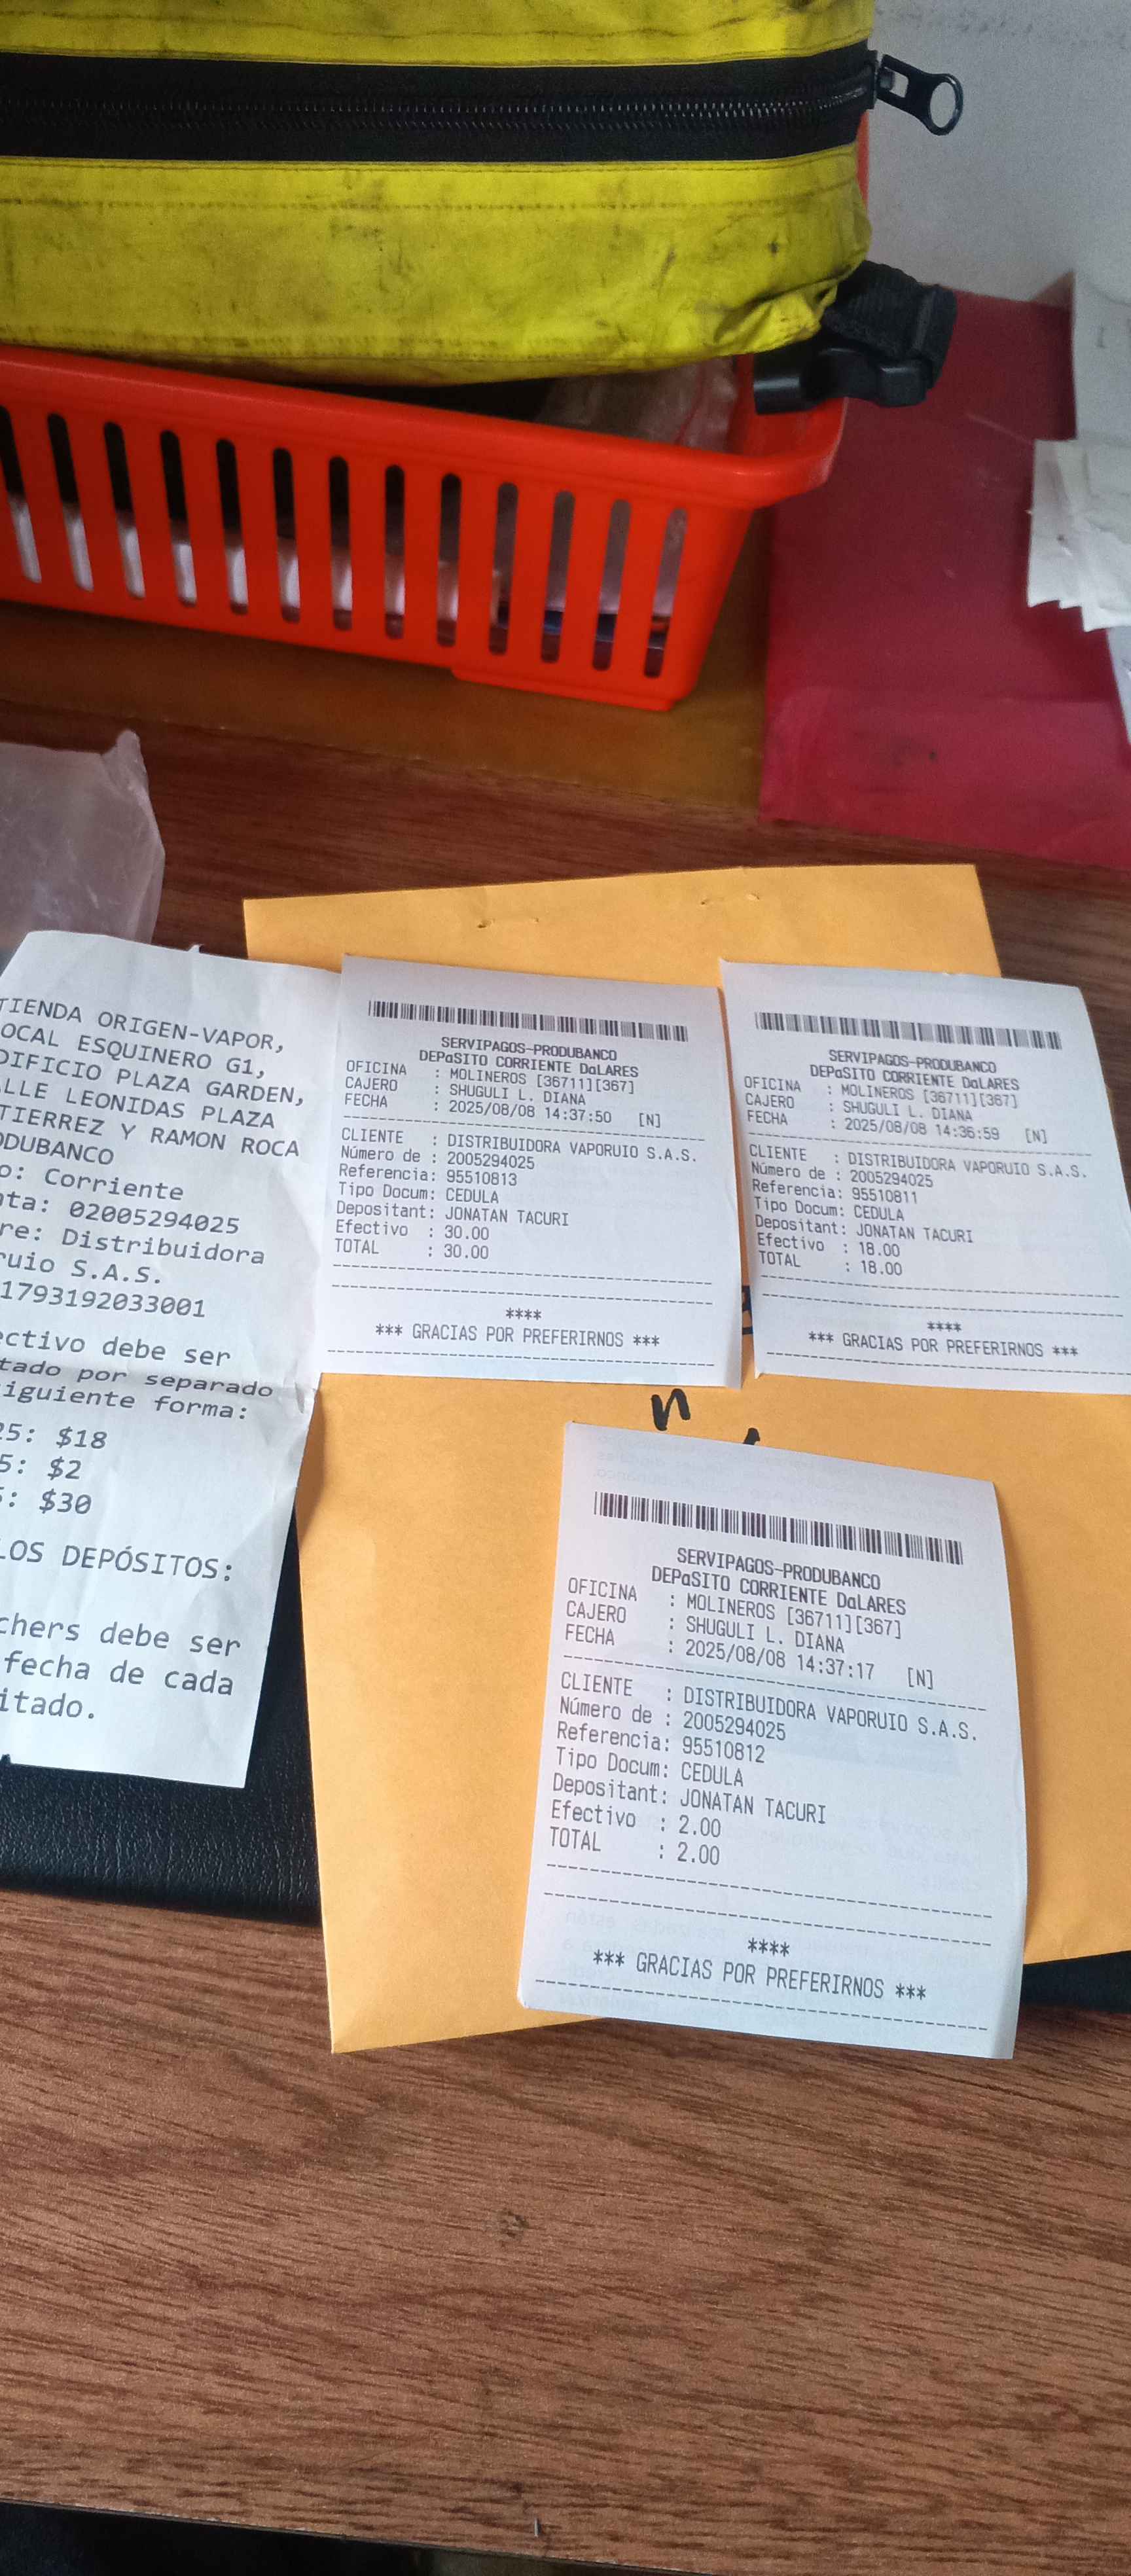 TIENDA ORIGEN-VAPOR,
OCAL ESQUINERO G1,
DIFICIO PLAZA GARDEN,
LLE LEONIDAS PLAZA
TIERREZ Y RAMON ROCA
ODUBANCO
o: Corriente
nta: 02005294025
re: Distribuidora
ruio S.A.S.
1793192033001
ectivo debe ser
tado por separado
siguiente forma:
25: $18
5: $2
5: $30
LOS DEPÓSITOS:
chers debe ser
fecha de cada
itado.
SERVIPAGOS-PRODUBANCO
DEPaSITO CORRIENTE DaLARES
OFICINA : MOLINEROS [36711][367]
CAJERO : SHUGULI L. DIANA
FECHA : 2025/08/08 14:37:50 [N]
CLIENTE : DISTRIBUIDORA VAPORUIO S.A.S.
Número de : 2005294025
Referencia: 95510813
Tipo Docum: CEDULA
Depositant: JONATAN TACURI
Efectivo : 30.00
TOTAL : 30.00
****
*** GRACIAS POR PREFERIRNOS ***
SERVIPAGOS-PRODUBANCO
DEPaSITO CORRIENTE DaLARES
OFICINA : MOLINEROS [36711][367]
CAJERO : SHUGULI L. DIANA
FECHA : 2025/08/08 14:36:59 [N]
CLIENTE : DISTRIBUIDORA VAPORUIO S.A.S.
Número de : 2005294025
Referencia: 95510811
Tipo Docum: CEDULA
Depositant: JONATAN TACURI
Efectivo : 18.00
TOTAL : 18.00
****
*** GRACIAS POR PREFERIRNOS ***
n
SERVIPAGOS-PRODUBANCO
DEPaSITO CORRIENTE DaLARES
OFICINA : MOLINEROS [36711][367]
CAJERO : SHUGULI L. DIANA
FECHA : 2025/08/08 14:37:17 [N]
CLIENTE : DISTRIBUIDORA VAPORUIO S.A.S.
Número de : 2005294025
Referencia: 95510812
Tipo Docum: CEDULA
Depositant: JONATAN TACURI
Efectivo : 2.00
TOTAL : 2.00
****
*** GRACIAS POR PREFERIRNOS ***